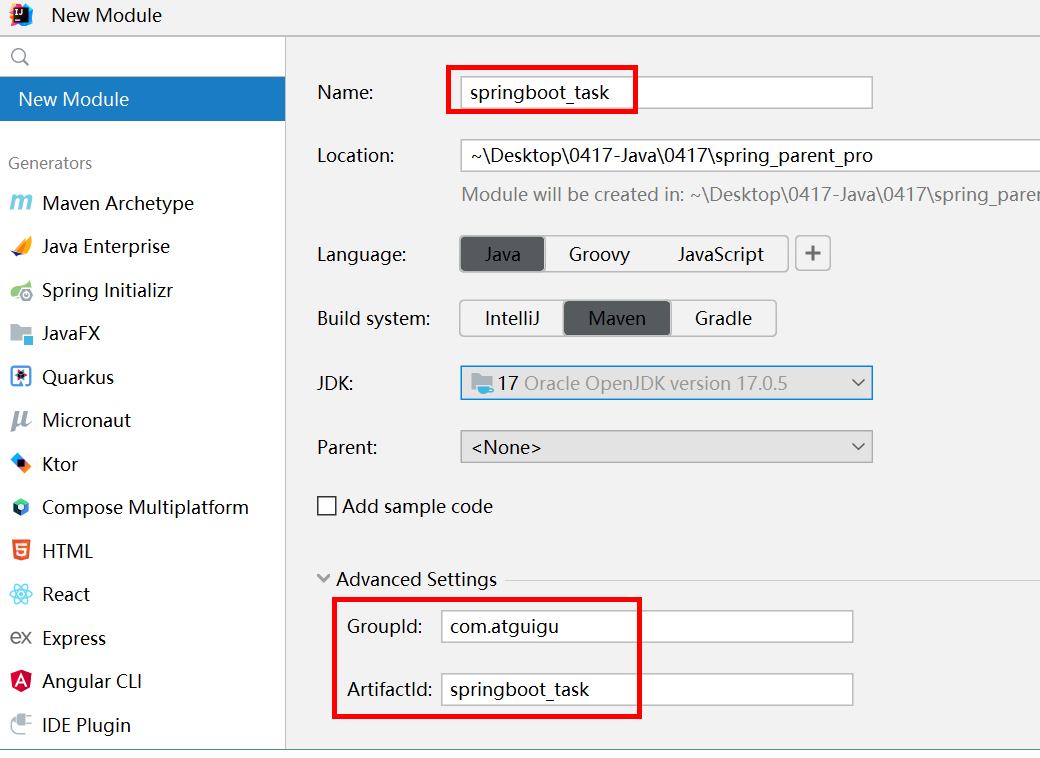 New Module
New Module
Generators
Maven Archetype
Java Enterprise
Spring Initializr
JavaFX
Quarkus
Micronaut
Ktor
Compose Multiplatform
HTML
React
Express
Angular CLI
IDE Plugin
Name: springboot_task
Location: ~\Desktop\0417-Java\0417\spring_parent_pro
Module will be created in: ~\Desktop\0417-Java\0417\spring_paren
Language: Java Groovy JavaScript
Build system: IntelliJ Maven Gradle
JDK: 17 Oracle OpenJDK version 17.0.5
Parent: <None>
Add sample code
Advanced Settings
GroupId: com.atguigu
ArtifactId: springboot_task